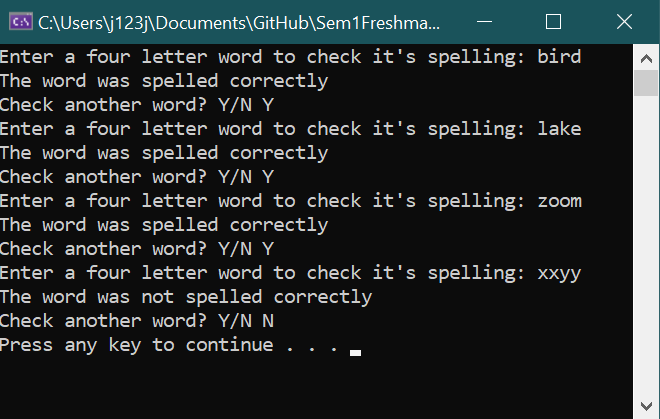 C:\Users\j123j\Documents\GitHub\Sem1Freshma...
Enter a four letter word to check it's spelling: bird
The word was spelled correctly
Check another word? Y/N Y
Enter a four letter word to check it's spelling: lake
The word was spelled correctly
Check another word? Y/N Y
Enter a four letter word to check it's spelling: zoom
The word was spelled correctly
Check another word? Y/N Y
Enter a four letter word to check it's spelling: xxyy
The word was not spelled correctly
Check another word? Y/N N
Press any key to continue . . .